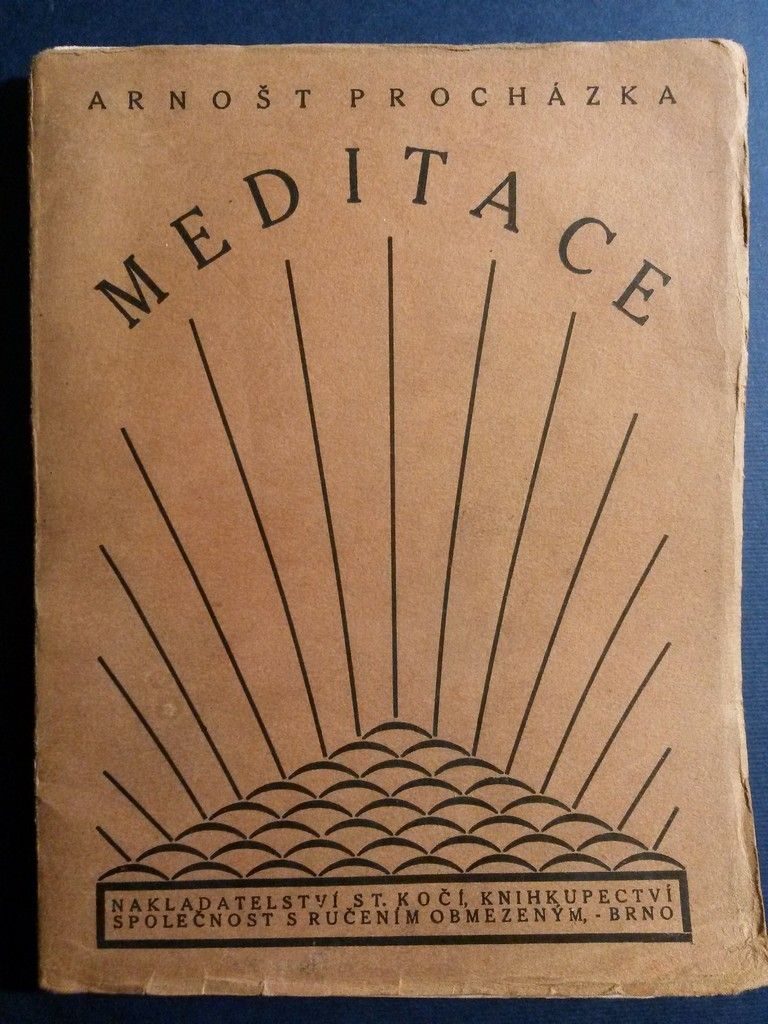 ARNOŠT PROCHÁZKA
MEDITACE
NAKLADATELSTVÍ ST. KOČÍ, KNIHKUPECTVÍ
SPOLEČNOST S RUČENÍM OBMEZENÝM, - BRNO